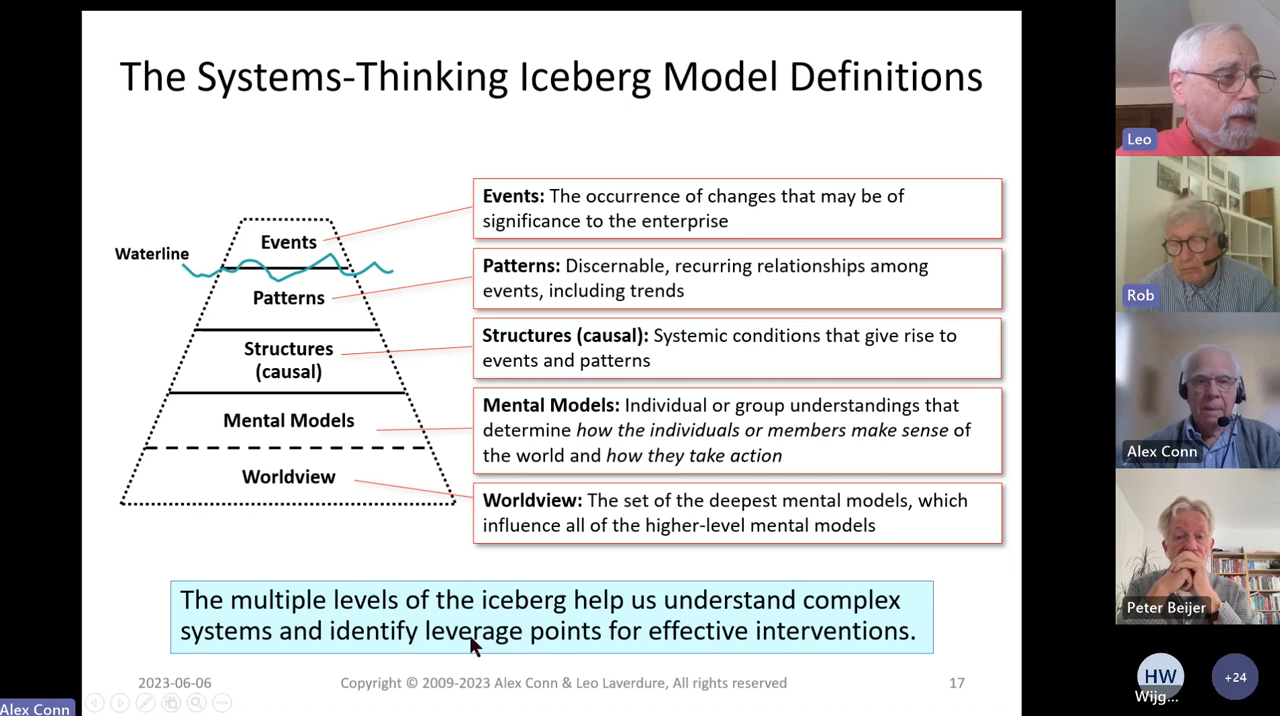 The Systems-Thinking Iceberg Model Definitions
Waterline
Events
Patterns
Structures
(causal)
Mental Models
Worldview
Events: The occurrence of changes that may be of
significance to the enterprise
Patterns: Discernable, recurring relationships among
events, including trends
Structures (causal): Systemic conditions that give rise to
events and patterns
Mental Models: Individual or group understandings that
determine how the individuals or members make sense of
the world and how they take action
Worldview: The set of the deepest mental models, which
influence all of the higher-level mental models
The multiple levels of the iceberg help us understand complex
systems and identify leverage points for effective interventions.
2023-06-06
Copyright © 2009-2023 Alex Conn & Leo Laverdure, All rights reserved
17
Alex Conn
Leo
Rob
Alex Conn
Peter Beijer
HW
Wijg...
+24